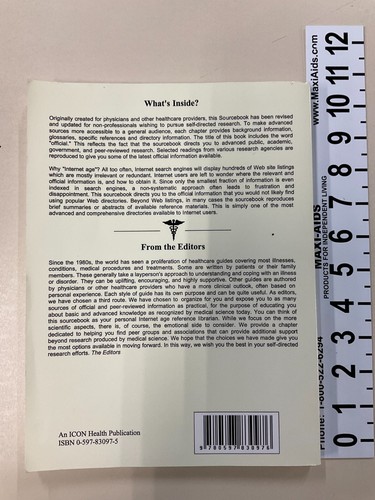 What's Inside?
Originally created for physicians and other healthcare providers, this Sourcebook has been revised
and updated for non-professionals wishing to pursue self-directed research. To make advanced
sources more accessible to a general audience, each chapter provides background information,
glossaries, specific references and directory information. The title of this book includes the word
"official." This reflects the fact that the sourcebook directs you to advanced public, academic,
government, and peer-reviewed research. Selected readings from various research agencies are
reproduced to give you some of the latest official information available.
Why "Internet age"? All too often, Internet search engines will display hundreds of Web site listings
which are mostly irrelevant or redundant. Internet users are left to wonder where the relevant and
official information is, and how to obtain it. Since only the smallest fraction of information is even
indexed in search engines, a non-systematic approach often leads to frustration and
disappointment. This sourcebook directs you to the official information that you would not likely find
using popular Web directories. Beyond Web listings, in many cases the sourcebook reproduces
brief summaries or abstracts of available reference materials. This is simply one of the most
advanced and comprehensive directories available to Internet users.
From the Editors
Since the 1980s, the world has seen a proliferation of healthcare guides covering most illnesses,
conditions, medical procedures and treatments. Some are written by patients or their family
members. These generally take a layperson's approach to understanding and coping with an illness
or disorder. They can be uplifting, encouraging, and highly supportive. Other guides are authored
by physicians or other healthcare providers who have a more clinical outlook, often based on
personal experience. Each style of guide has its own purpose and can be quite useful. As editors,
we have chosen a third route. We have chosen to organize for you and expose you to as many
sources of official and peer-reviewed information as practical, for the purpose of educating you
about basic and advanced knowledge as recognized by medical science today. You can think of
this sourcebook as your personal Internet age reference librarian. While we focus on the more
scientific aspects, there is, of course, the emotional side to consider. We provide a chapter
dedicated to helping you find peer groups and associations that can provide additional support
beyond research produced by medical science. We hope that the choices we have made give you
the most options available in moving forward. In this way, we wish you the best in your self-directed
research efforts. The Editors
An ICON Health Publication
ISBN 0-597-83097-5
9 780597 830976
www.MaxiAids.com
MAXI-AIDS
PRODUCTS FOR INDEPENDENT LIVING
Phone: 1-800-522-6294
0 1 2 3 4 5 6 7 8 9 10 11 12